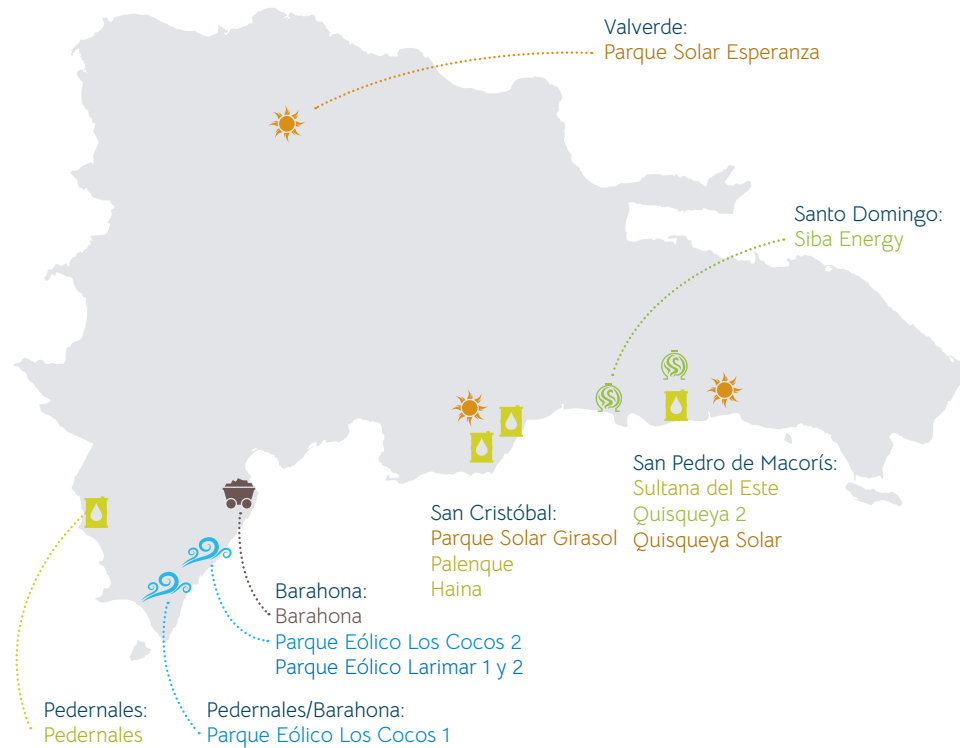 Valverde:
Parque Solar Esperanza
Santo Domingo:
Siba Energy
San Pedro de Macorís:
Sultana del Este
Quisqueya 2
Quisqueya Solar
San Cristóbal:
Parque Solar Girasol
Palenque
Haina
Barahona:
Barahona
Parque Eólico Los Cocos 2
Parque Eólico Larimar 1 y 2
Pedernales:
Pedernales
Pedernales/Barahona:
Parque Eólico Los Cocos 1